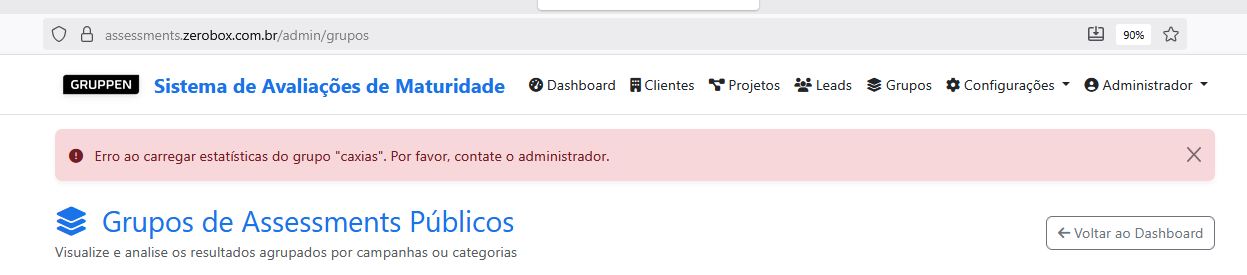 assessments.zerobox.com.br/admin/grupos
90%
GRUPPEN
Sistema de Avaliações de Maturidade
Dashboard
Clientes
Projetos
Leads
Grupos
Configurações
Administrador
Erro ao carregar estatísticas do grupo "caxias". Por favor, contate o administrador.
Grupos de Assessments Públicos
Visualize e analise os resultados agrupados por campanhas ou categorias
Voltar ao Dashboard